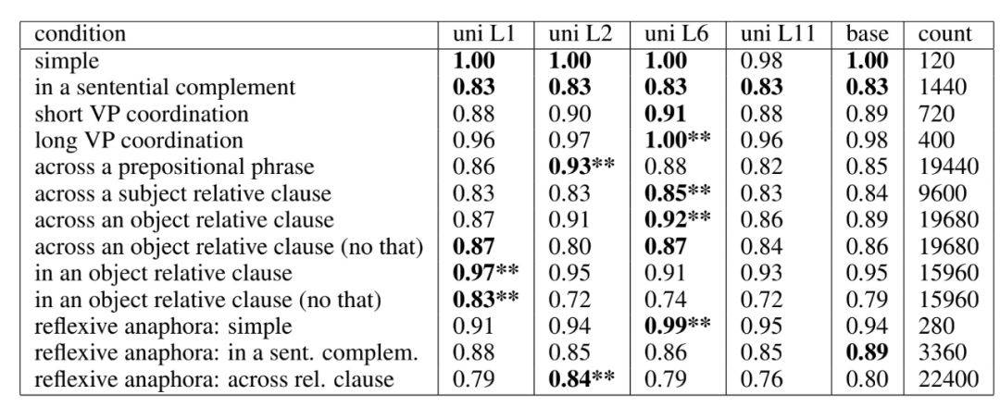 condition uni L1 uni L2 uni L6 uni L11 base count
simple 1.00 1.00 1.00 0.98 1.00 120
in a sentential complement 0.83 0.83 0.83 0.83 0.83 1440
short VP coordination 0.88 0.90 0.91 0.88 0.89 720
long VP coordination 0.96 0.97 1.00** 0.96 0.98 400
across a prepositional phrase 0.86 0.93** 0.88 0.82 0.85 19440
across a subject relative clause 0.83 0.83 0.85** 0.83 0.84 9600
across an object relative clause 0.87 0.91 0.92** 0.86 0.89 19680
across an object relative clause (no that) 0.87 0.80 0.87 0.84 0.86 19680
in an object relative clause 0.97** 0.95 0.91 0.93 0.95 15960
in an object relative clause (no that) 0.83** 0.72 0.74 0.72 0.79 15960
reflexive anaphora: simple 0.91 0.94 0.99** 0.95 0.94 280
reflexive anaphora: in a sent. complem. 0.88 0.85 0.86 0.85 0.89 3360
reflexive anaphora: across rel. clause 0.79 0.84** 0.79 0.76 0.80 22400